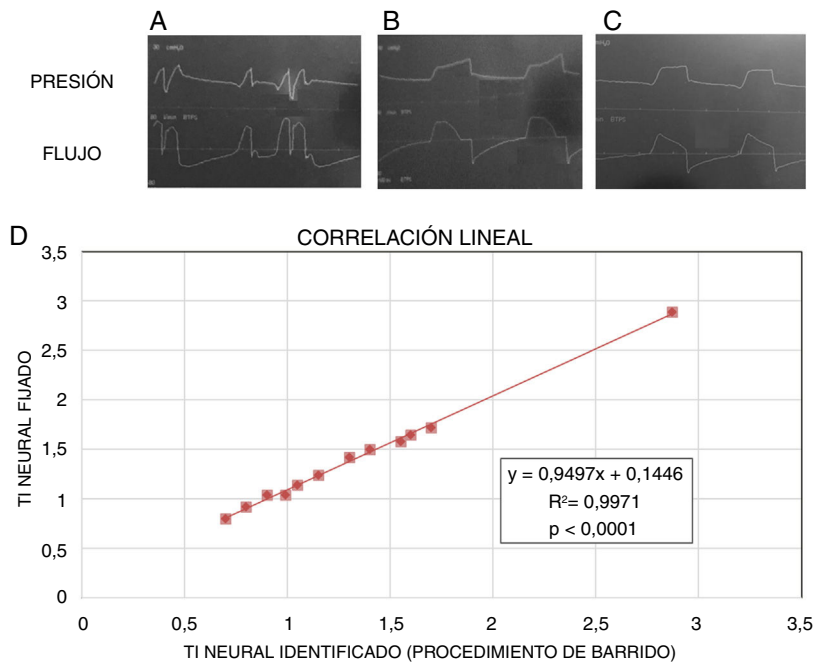 A
B
C
PRESIÓN
FLUJO
D
CORRELACIÓN LINEAL
TI NEURAL FIJADO
3,5
3
2,5
2
1,5
1
0,5
0
y = 0,9497x + 0,1446
R²= 0,9971
p < 0,0001
0 0,5 1 1,5 2 2,5 3 3,5
TI NEURAL IDENTIFICADO (PROCEDIMIENTO DE BARRIDO)